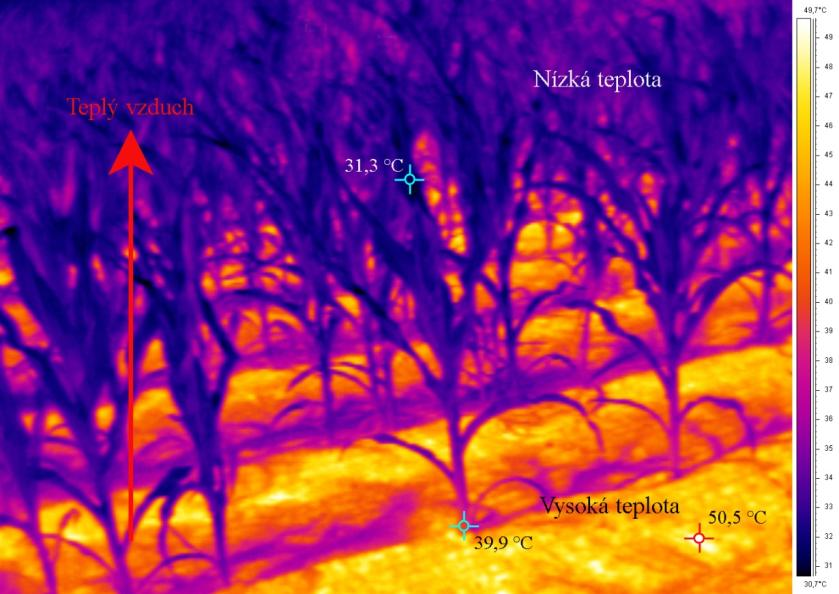 49,7°C
Nízká teplota
Teplý vzduch
31,3 °C
Vysoká teplota
50,5 °C
39,9 °C
49
48
47
46
45
44
43
42
41
40
39
38
37
36
35
34
33
32
31
30,7°C